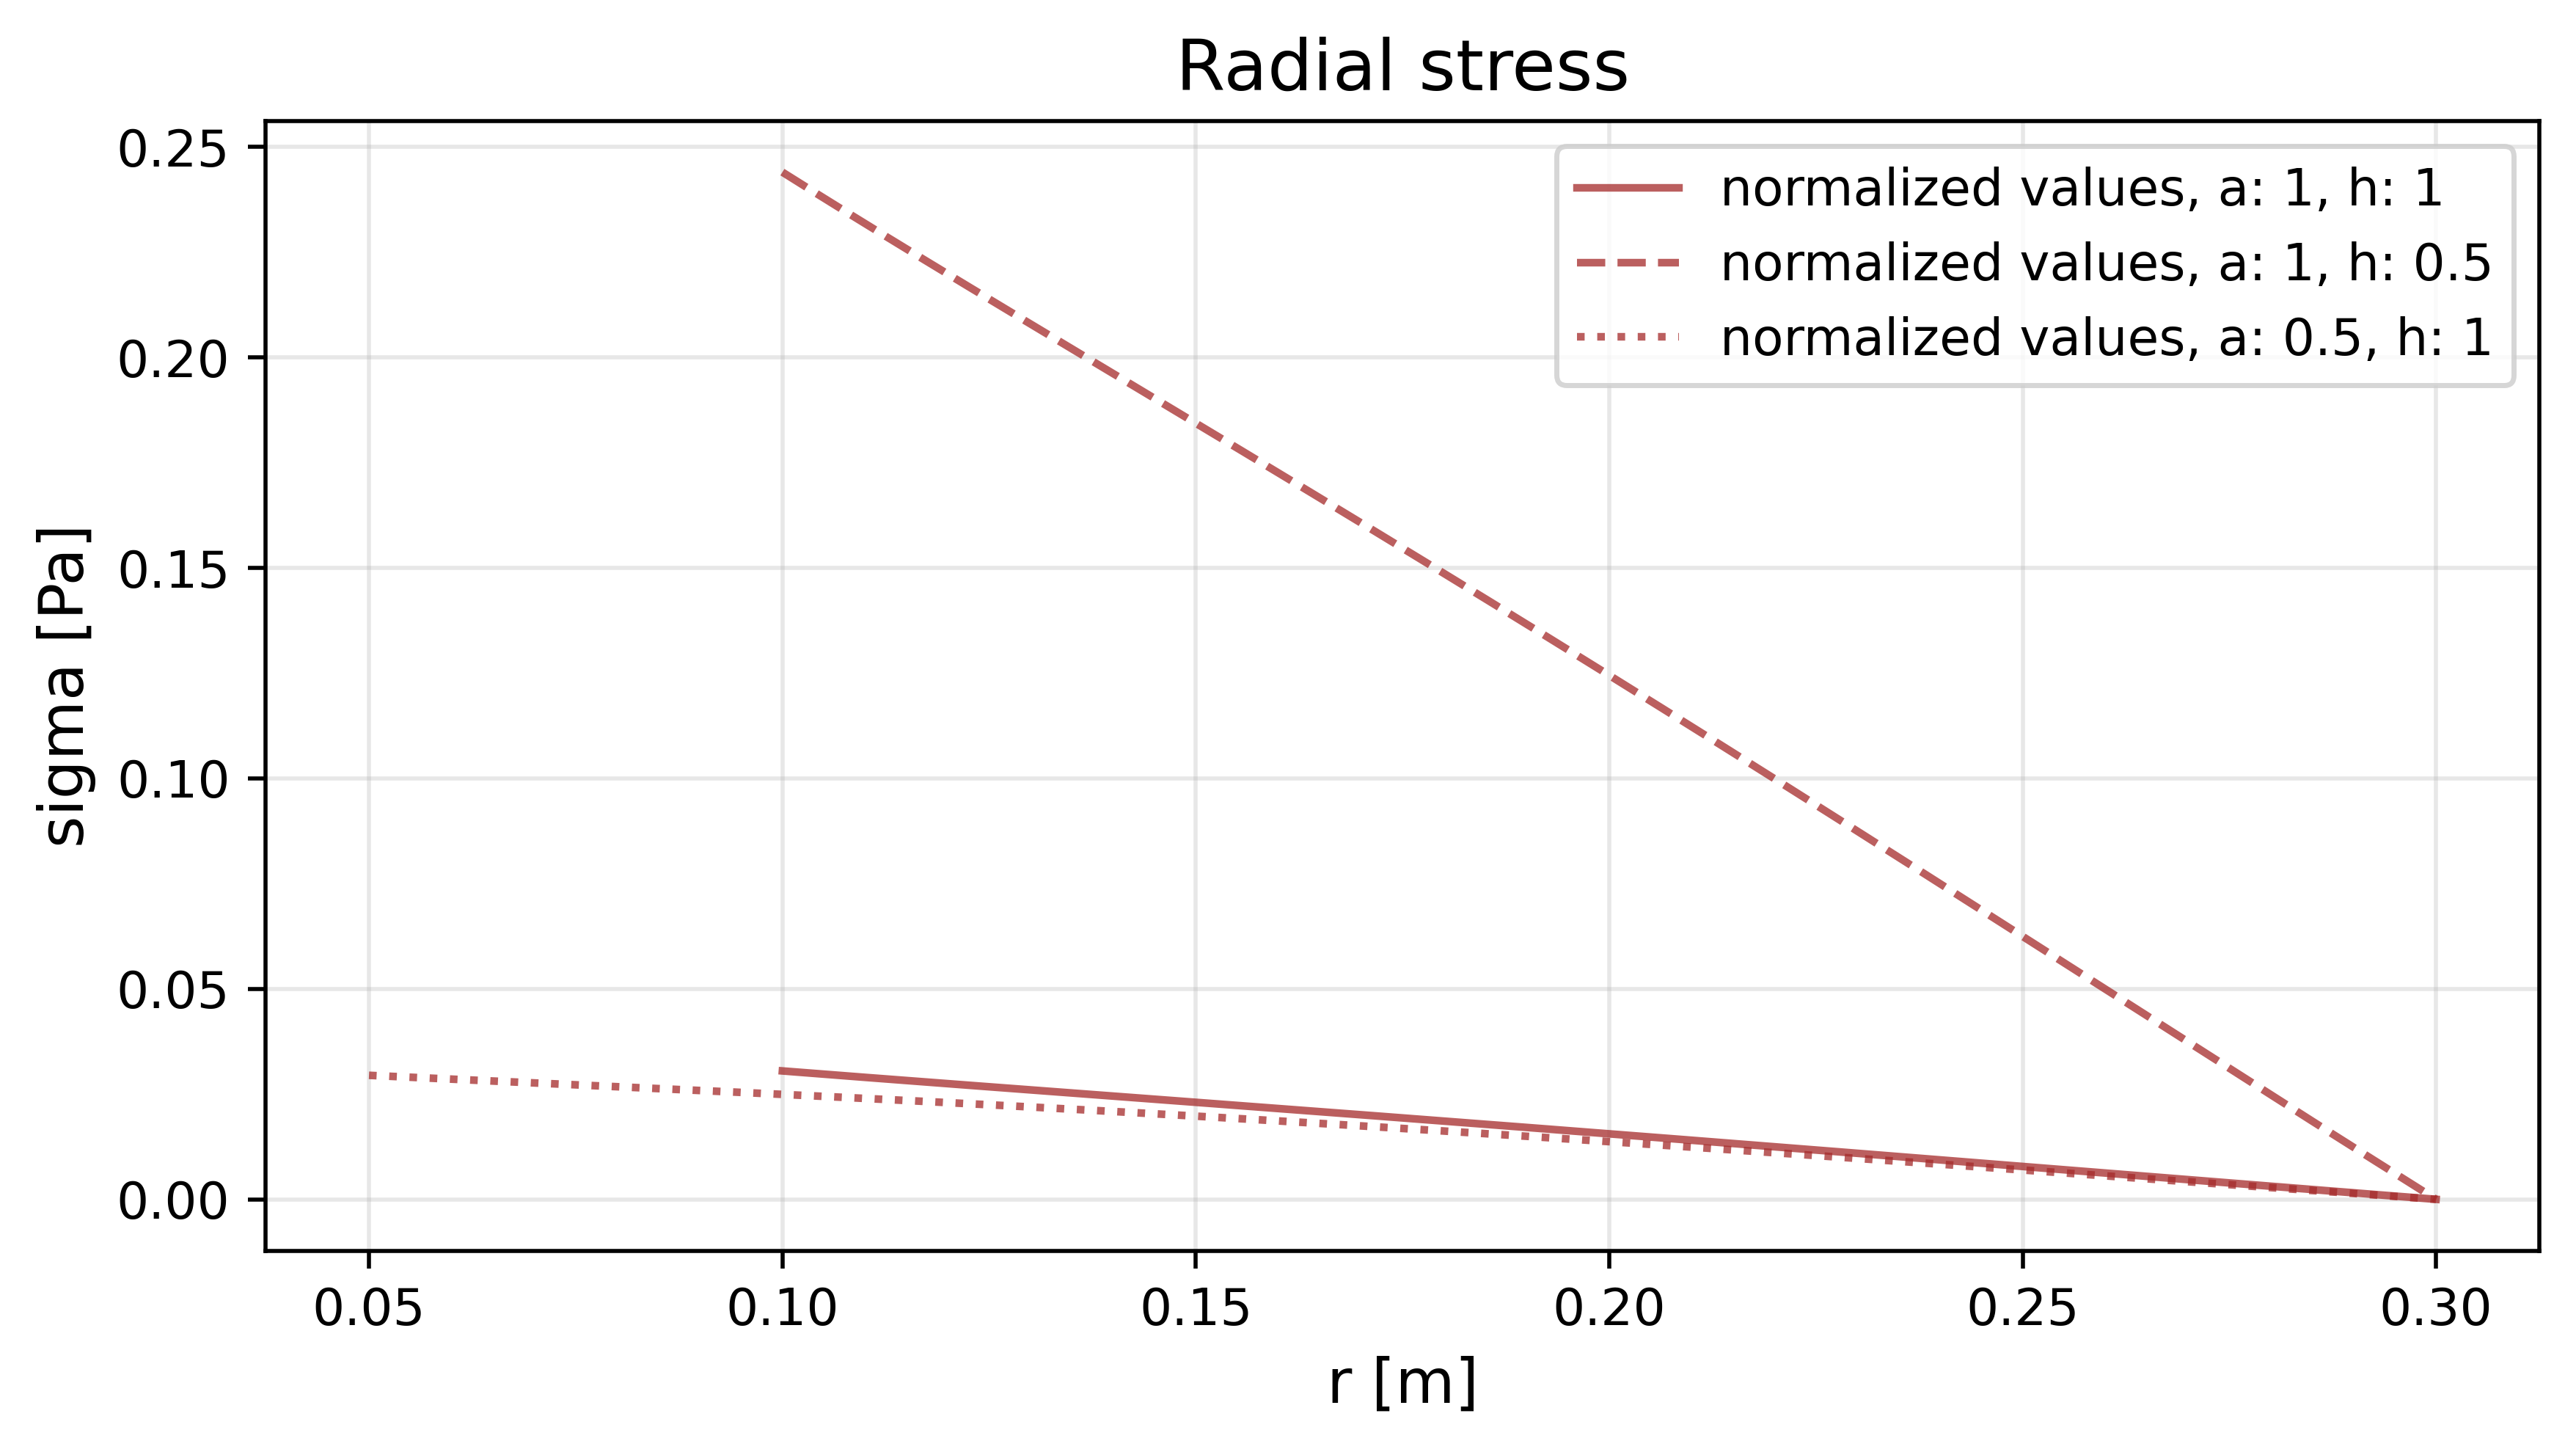 Radial stress
0.25
0.20
0.15
0.10
0.05
0.00
sigma [Pa]
normalized values, a: 1, h: 1
normalized values, a: 1, h: 0.5
normalized values, a: 0.5, h: 1
0.05 0.10 0.15 0.20 0.25 0.30
r [m]